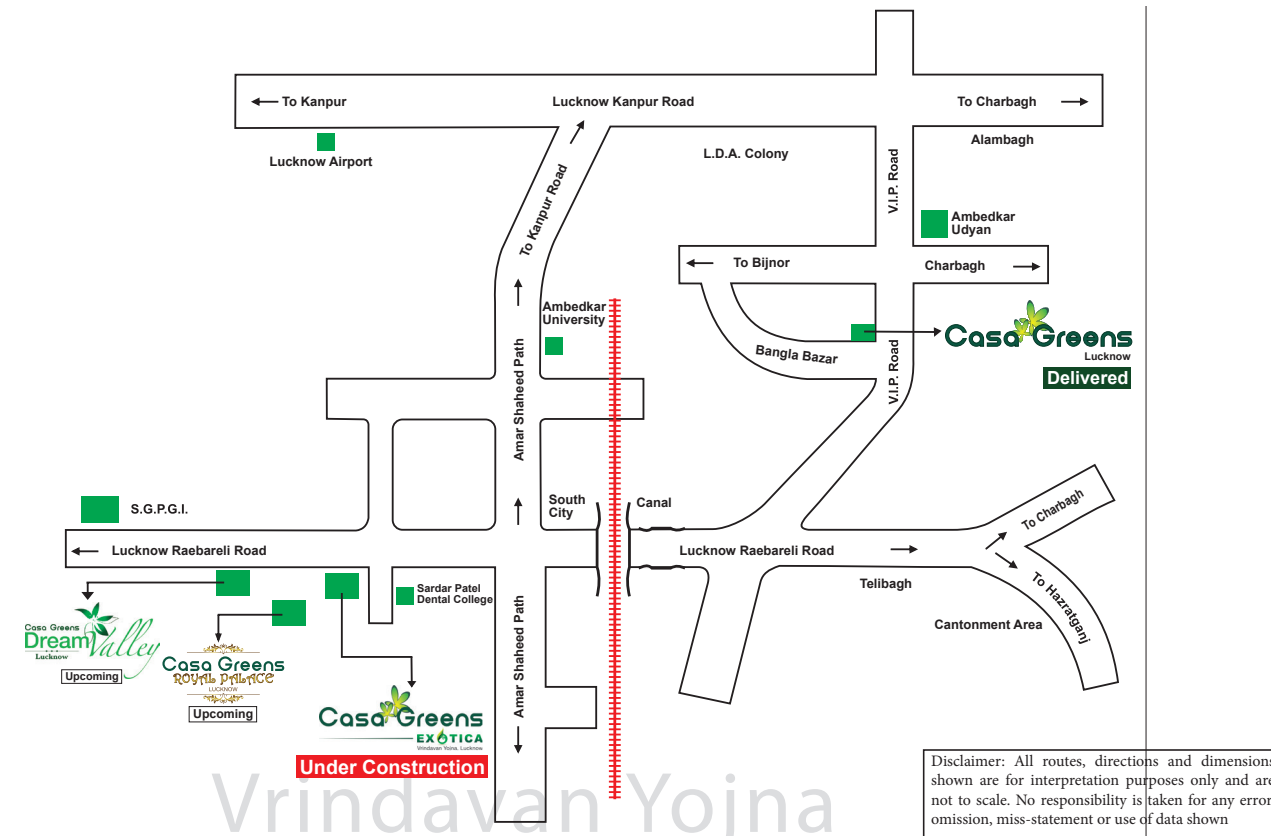 To Kanpur
Lucknow Kanpur Road
To Charbagh
Lucknow Airport
L.D.A. Colony
Alambagh
To Kanpur Road
V.I.P. Road
Ambedkar
Udyan
To Bijnor
Charbagh
Ambedkar
University
Bangla Bazar
V.I.P. Road
Casa Greens
Lucknow
Delivered
Amar Shaheed Path
S.G.P.G.I.
South
City
Canal
To Charbagh
Lucknow Raebareli Road
Lucknow Raebareli Road
Telibagh
To Hazratganj
Cantonment Area
Sardar Patel
Dental College
Amar Shaheed Path
Casa Greens
Dream Valley
Lucknow
Upcoming
Casa Greens
ROYAL PALACE
LUCKNOW
Upcoming
Casa Greens
EXOTICA
Vrindavan Yojna, Lucknow
Under Construction
Vrindavan Yojna
Disclaimer: All routes, directions and dimensions
shown are for interpretation purposes only and are
not to scale. No responsibility is taken for any error
omission, miss-statement or use of data shown